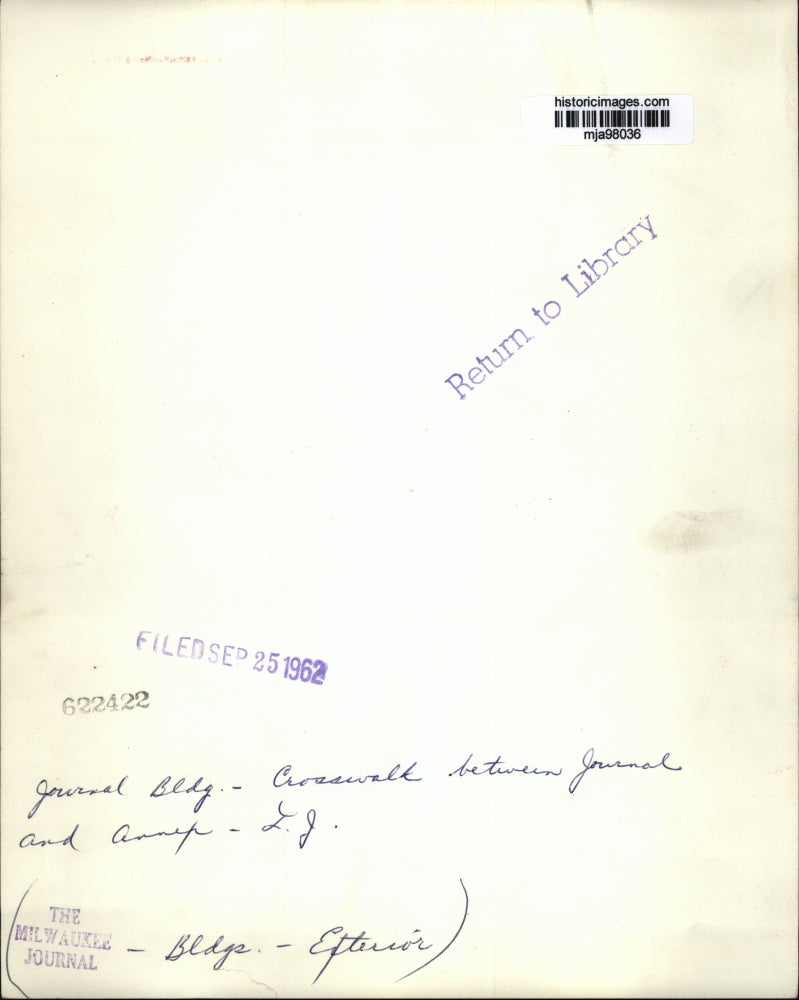 historicimages.com
mja98036
Return to Library
FILED SEP 25 1962
622422
Journal Bldg. - Crosswalk between Journal
and Annex - T.J.
(THE
MILWAUKEE
JOURNAL - Bldgs. - Exterior)